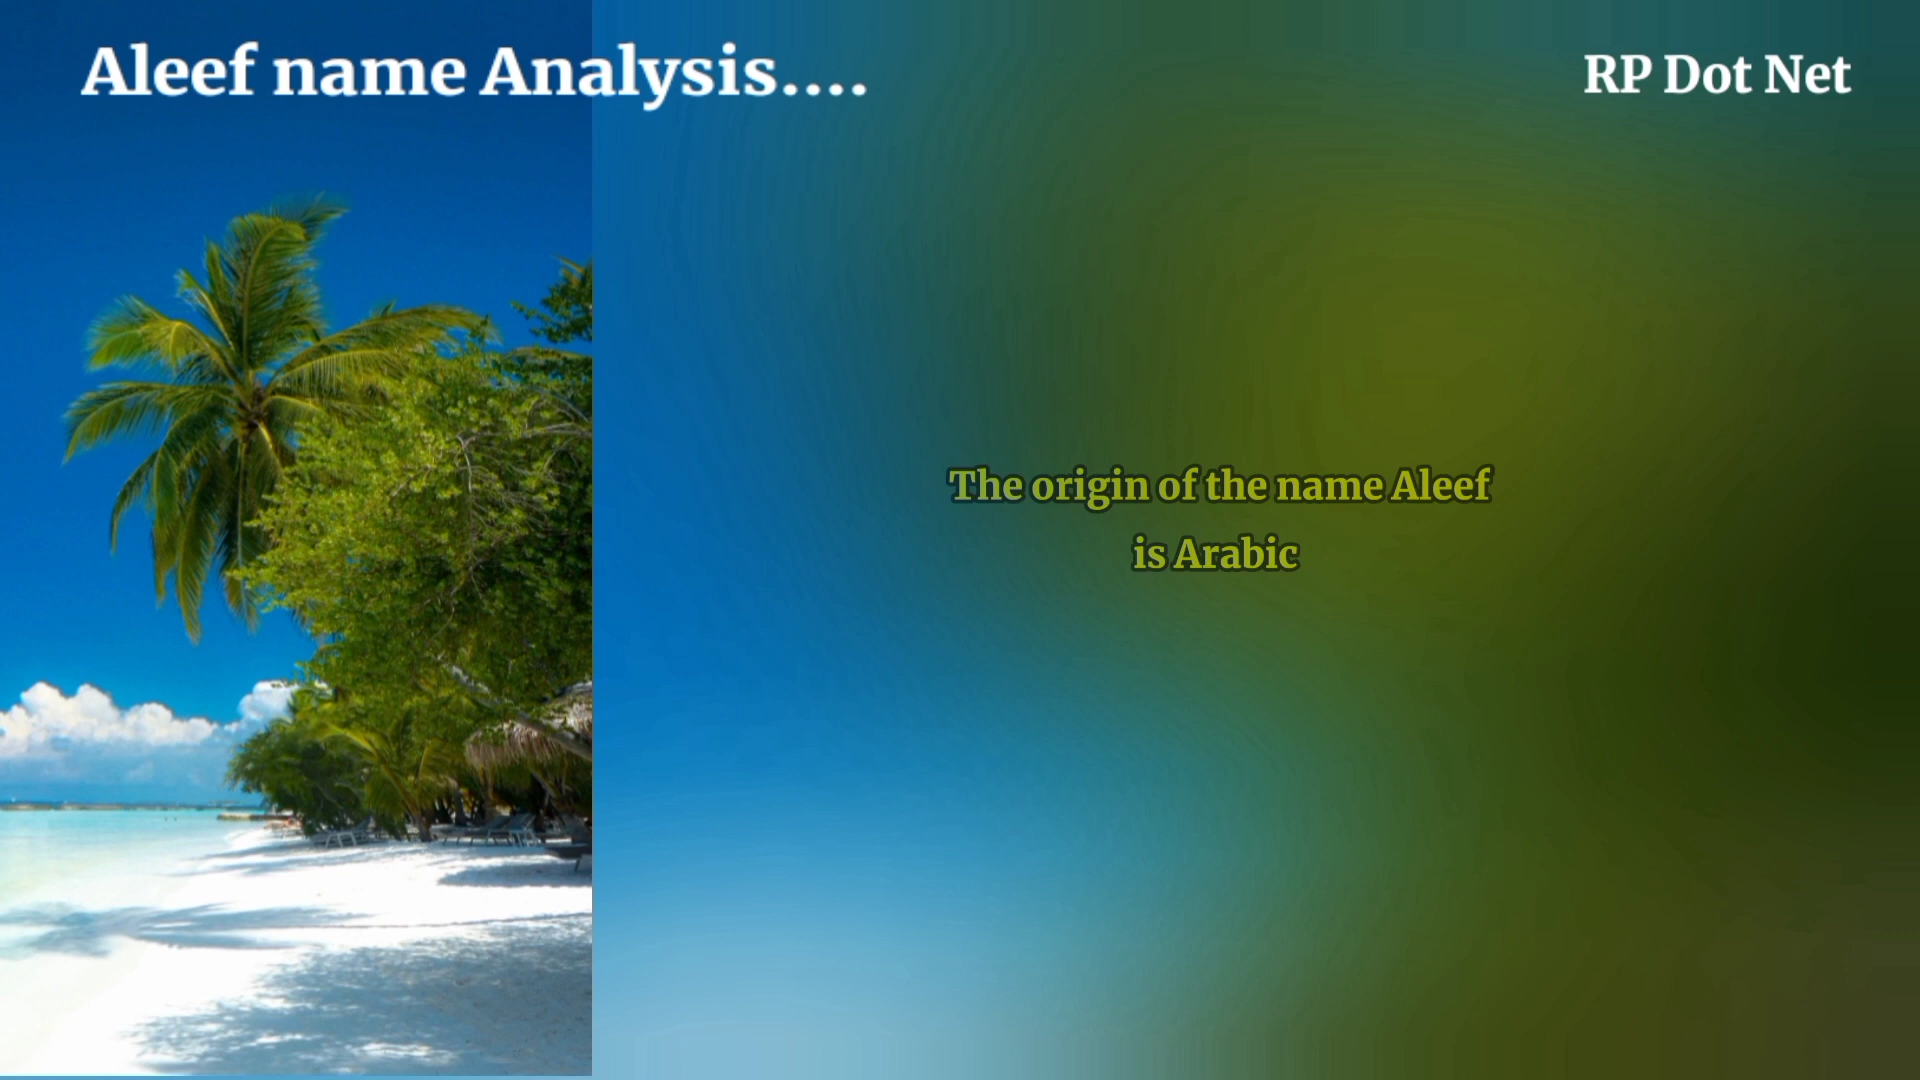 Aleef name Analysis....
RP Dot Net
The origin of the name Aleef
is Arabic